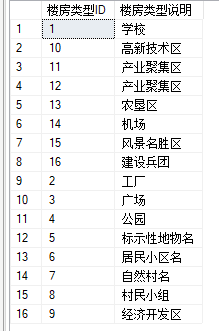 楼房类型ID 楼房类型说明
1 1 学校
2 10 高新技术区
3 11 产业聚集区
4 12 产业聚集区
5 13 农垦区
6 14 机场
7 15 风景名胜区
8 16 建设兵团
9 2 工厂
10 3 广场
11 4 公园
12 5 标示性地物名
13 6 居民小区名
14 7 自然村名
15 8 村民小组
16 9 经济开发区